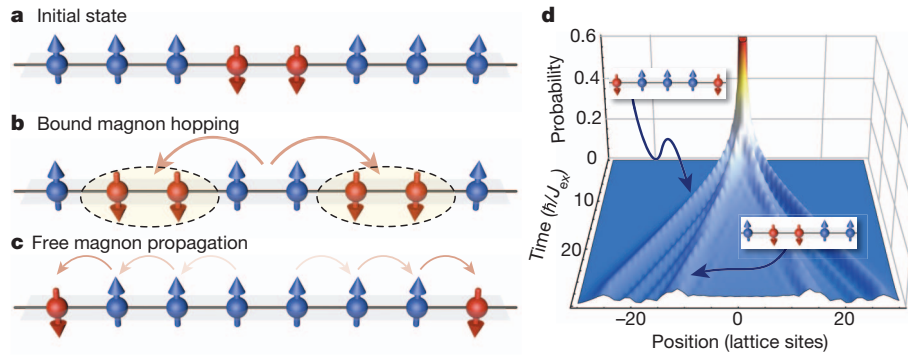 a Initial state
b Bound magnon hopping
c Free magnon propagation
d
0.6
0.4
0.2
0
Probability
10
20
Time (ħ/Jex)
−20
0
20
Position (lattice sites)